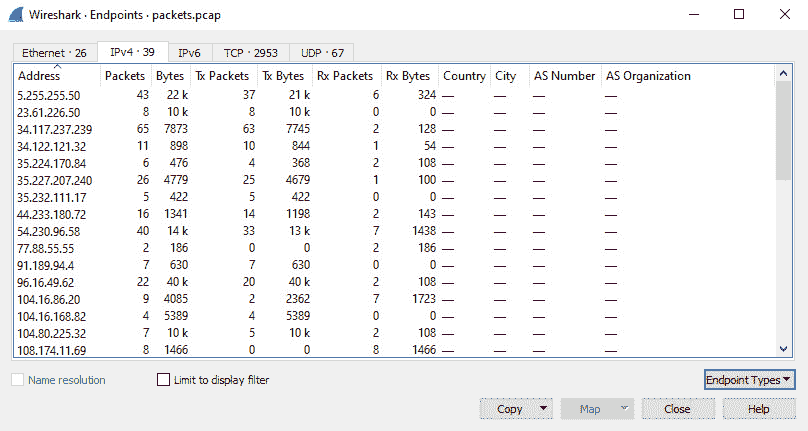 Wireshark · Endpoints · packets.pcap
Ethernet · 26 IPv4 · 39 IPv6 TCP · 2953 UDP · 67
Address Packets Bytes Tx Packets Tx Bytes Rx Packets Rx Bytes Country City AS Number AS Organization
5.255.255.50 43 22 k 37 21 k 6 324 — — — —
23.61.226.50 8 10 k 8 10 k 0 0 — — — —
34.117.237.239 65 7873 63 7745 2 128 — — — —
34.122.121.32 11 898 10 844 1 54 — — — —
35.224.170.84 6 476 4 368 2 108 — — — —
35.227.207.240 26 4779 25 4679 1 100 — — — —
35.232.111.17 5 422 5 422 0 0 — — — —
44.233.180.72 16 1341 14 1198 2 143 — — — —
54.230.96.58 40 14 k 33 13 k 7 1438 — — — —
77.88.55.55 2 186 0 0 2 186 — — — —
91.189.94.4 7 630 7 630 0 0 — — — —
96.16.49.62 22 40 k 20 40 k 2 108 — — — —
104.16.86.20 9 4085 2 2362 7 1723 — — — —
104.16.168.82 4 5389 4 5389 0 0 — — — —
104.80.225.32 7 10 k 5 10 k 2 108 — — — —
108.174.11.69 8 1466 0 0 8 1466 — — — —
Name resolution Limit to display filter Endpoint Types
Copy Map Close Help